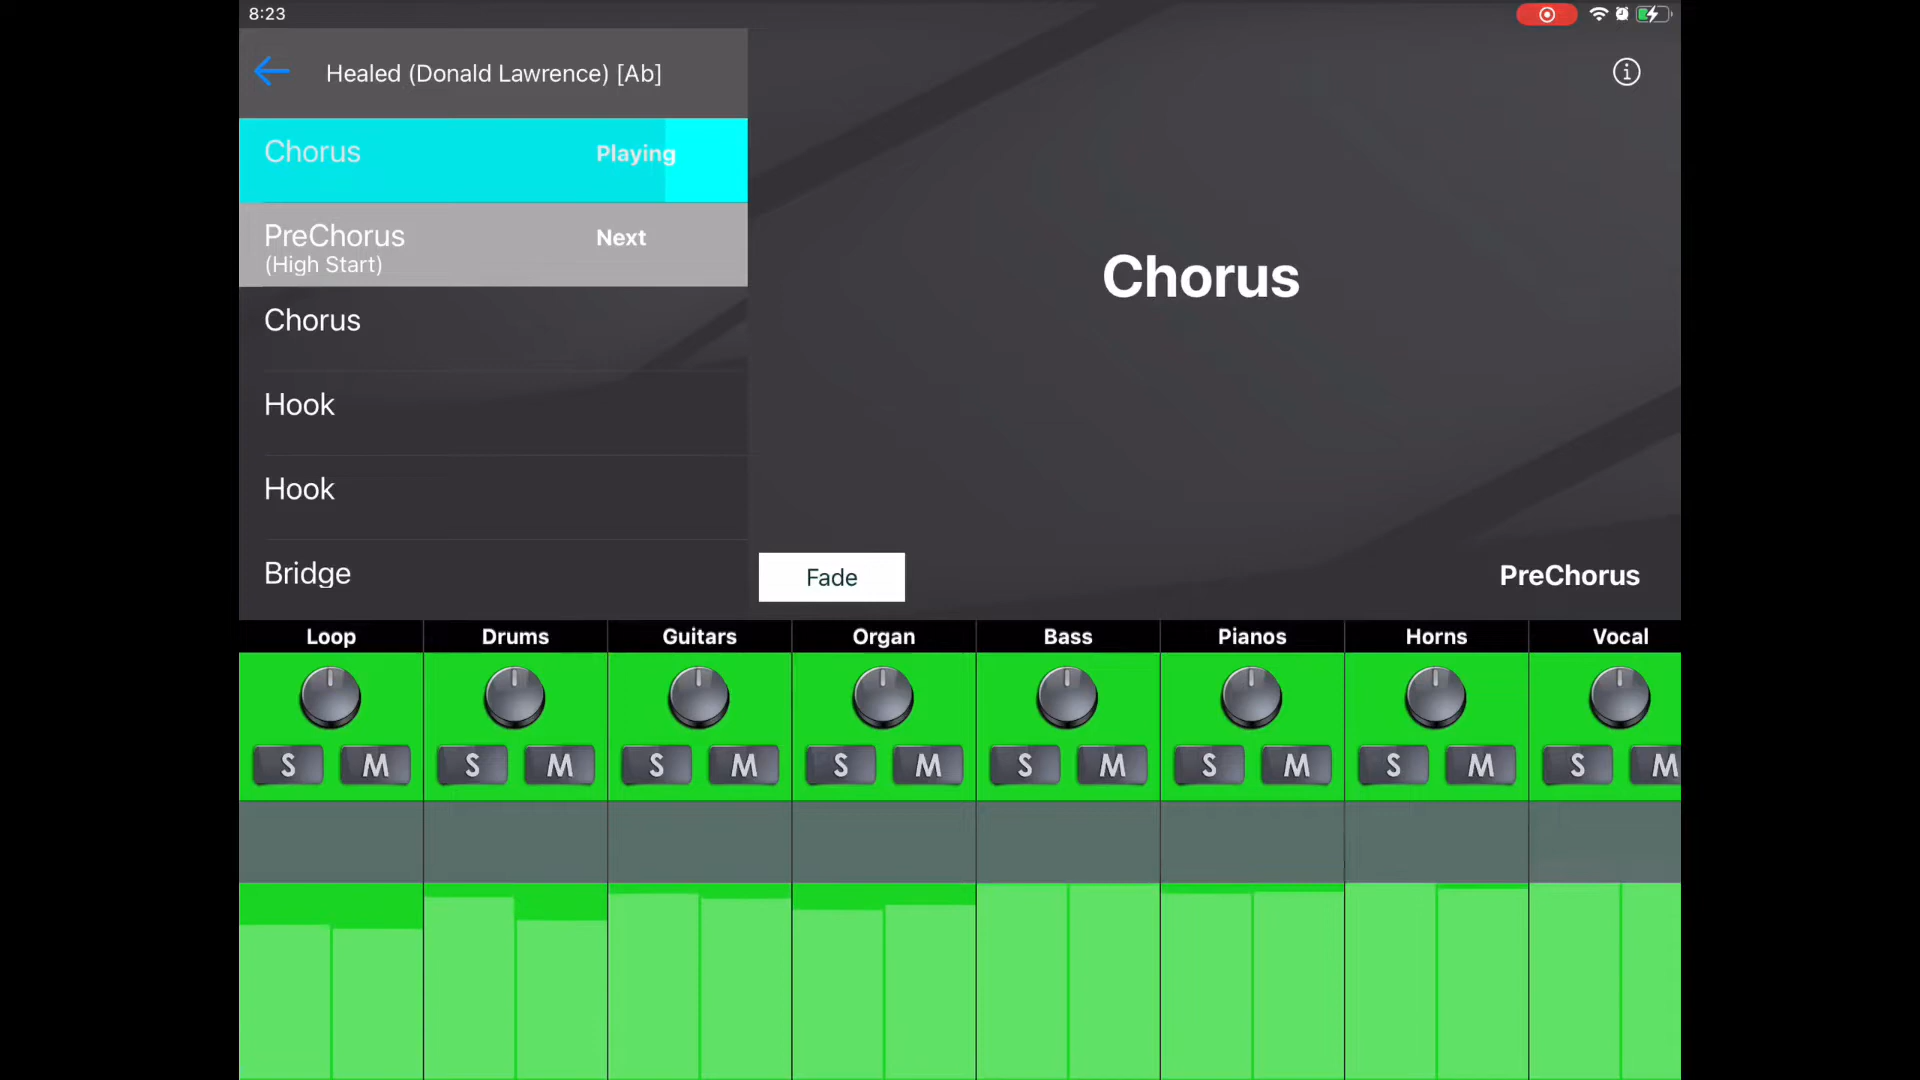 8:23
Healed (Donald Lawrence) [Ab]
Chorus Playing
PreChorus Next
(High Start)
Chorus
Hook
Hook
Bridge
Chorus
Fade
PreChorus
Loop Drums Guitars Organ Bass Pianos Horns Vocal
S M S M S M S M S M S M S M S M